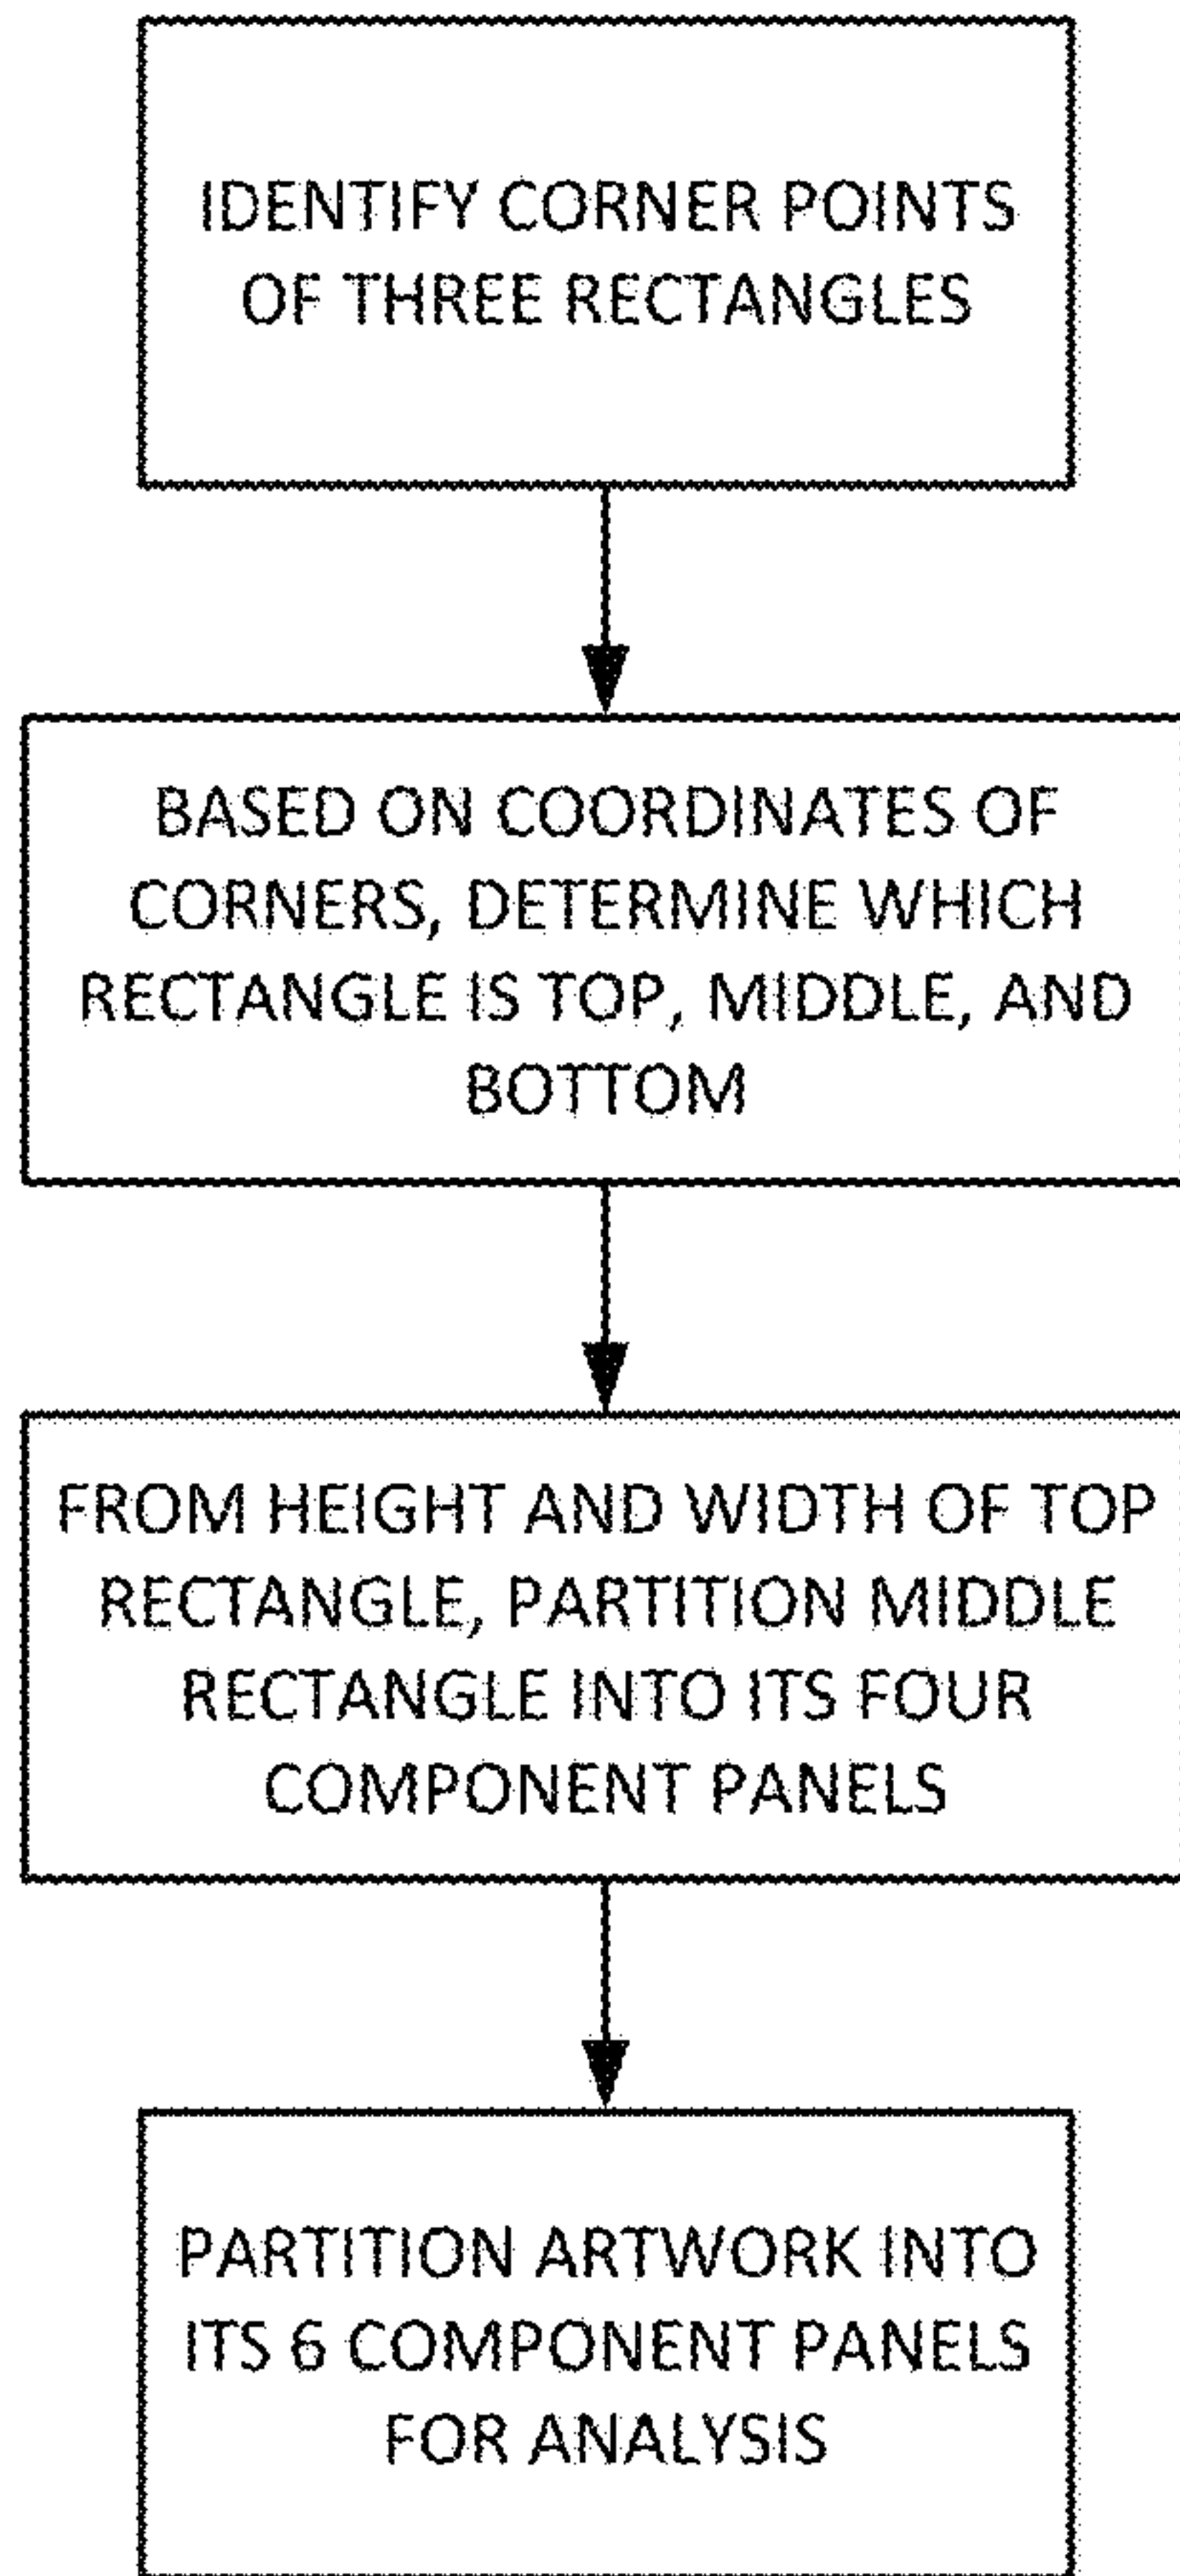 IDENTIFY CORNER POINTS
OF THREE RECTANGLES
BASED ON COORDINATES OF
CORNERS, DETERMINE WHICH
RECTANGLE IS TOP, MIDDLE, AND
BOTTOM
FROM HEIGHT AND WIDTH OF TOP
RECTANGLE, PARTITION MIDDLE
RECTANGLE INTO ITS FOUR
COMPONENT PANELS
PARTITION ARTWORK INTO
ITS 6 COMPONENT PANELS
FOR ANALYSIS